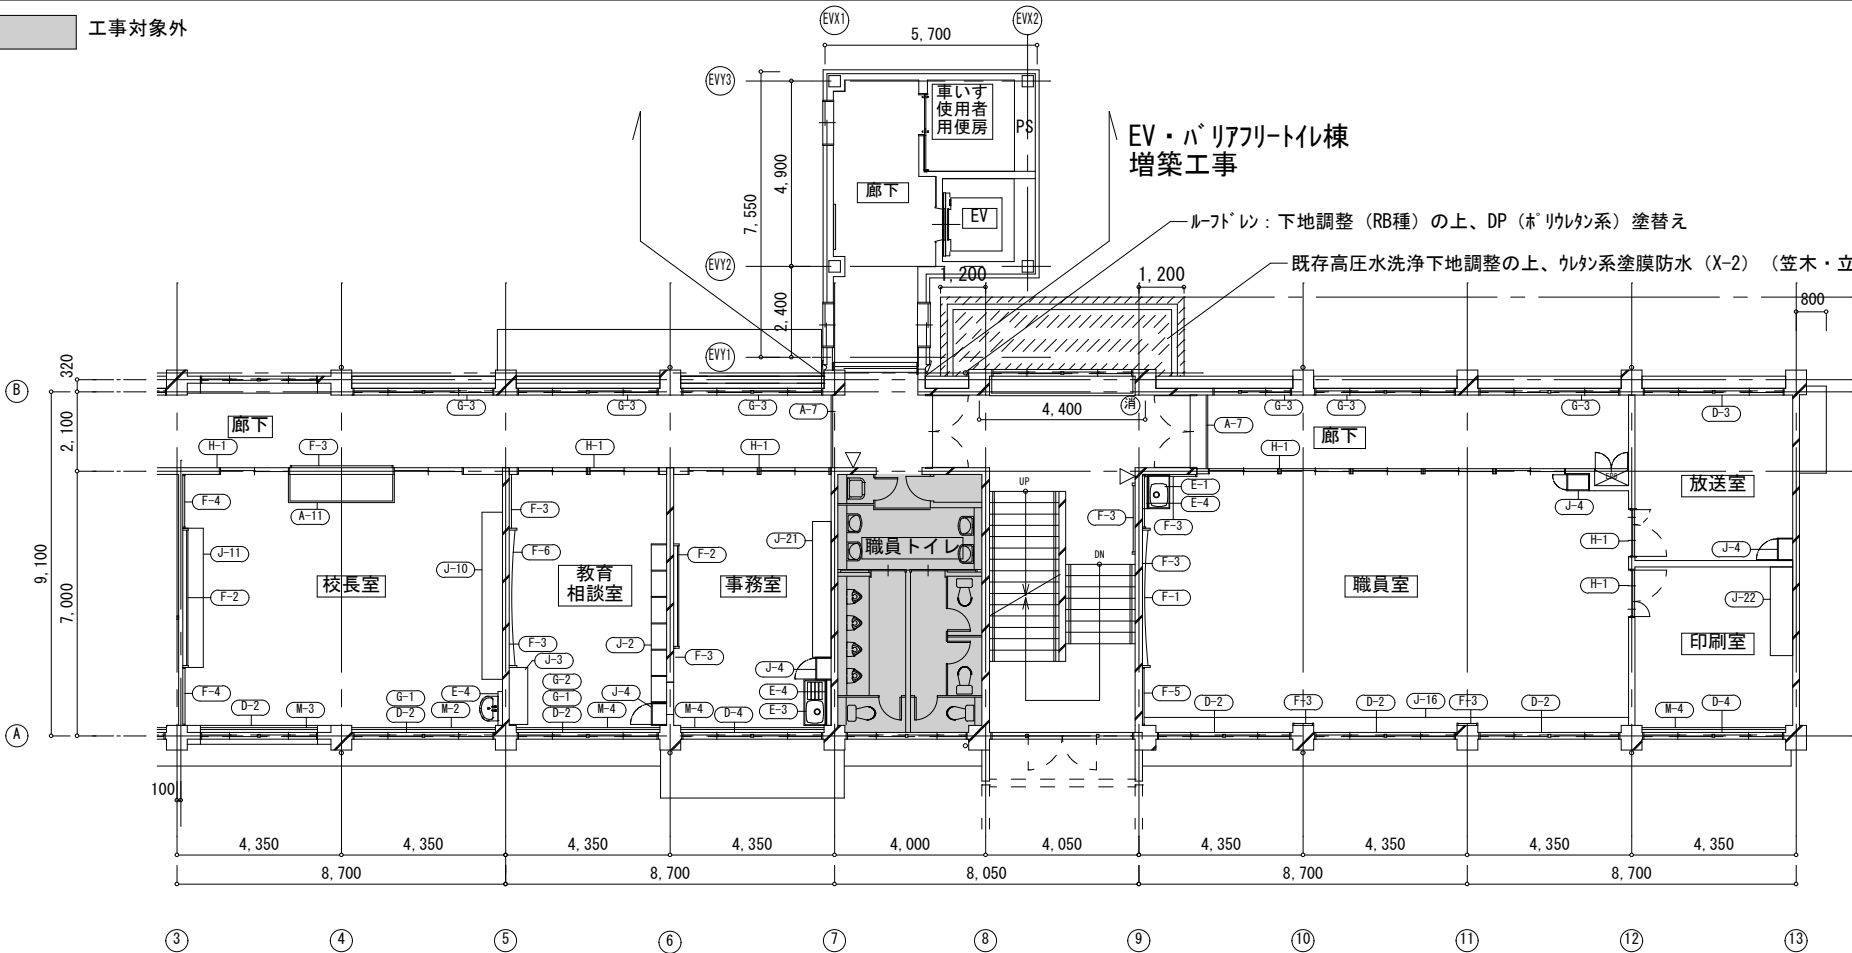 工事対象外
EVX1
EVX2
5,700
EVY3
車いす
使用者
用便房
PS
EV・バリアフリートイレ棟
増築工事
4,900
7,550
廊下
EV
ルーフドレン：下地調整（RB種）の上、DP（ポリウレタン系）塗替え
EVY2
1,200
1,200
既存高圧水洗浄下地調整の上、ウレタン系塗膜防水（X-2）（笠木・立
800
2,400
EVY1
320
B
G-3
G-3
G-3
A-7
4,400
消
G-3
G-3
G-3
D-3
2,100
廊下
A-7
廊下
H-1
F-3
H-1
H-1
H-1
F-4
A-11
F-3
UP
F-3
E-1
E-4
F-3
J-4
放送室
J-11
J-10
F-6
J-21
F-2
職員トイレ
DN
F-3
H-1
J-4
9,100
7,000
校長室
教育
相談室
事務室
職員室
H-1
F-2
F-1
J-22
F-3
J-2
F-3
印刷室
J-3
J-4
F-4
E-4
G-2
J-4
E-4
F-5
G-1
G-1
D-2
M-3
D-2
M-2
D-2
M-4
M-4
D-4
E-3
D-2
F-3
D-2
J-16
F-3
D-2
M-4
D-4
A
100
4,350
4,350
4,350
4,350
4,000
4,050
4,350
4,350
4,350
4,350
8,700
8,700
8,050
8,700
8,700
3
4
5
6
7
8
9
10
11
12
13